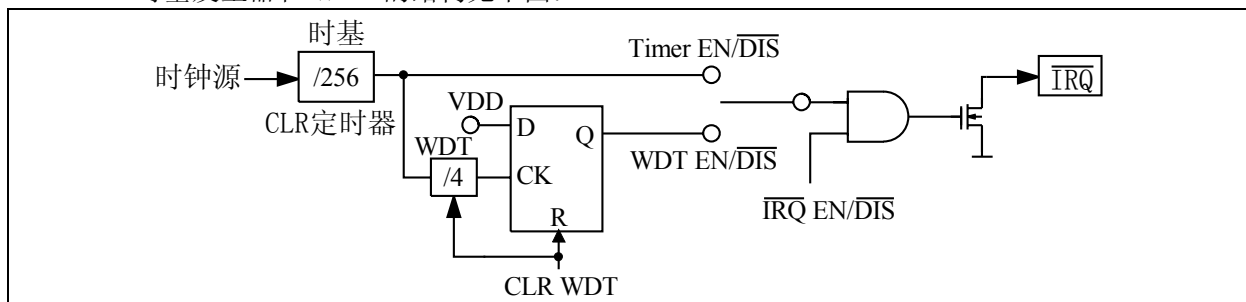 时基
Timer EN/DIS
时钟源
/256
IRQ
CLR定时器
VDD
D
Q
WDT
/4
CK
WDT EN/DIS
IRQ EN/DIS
R
CLR WDT